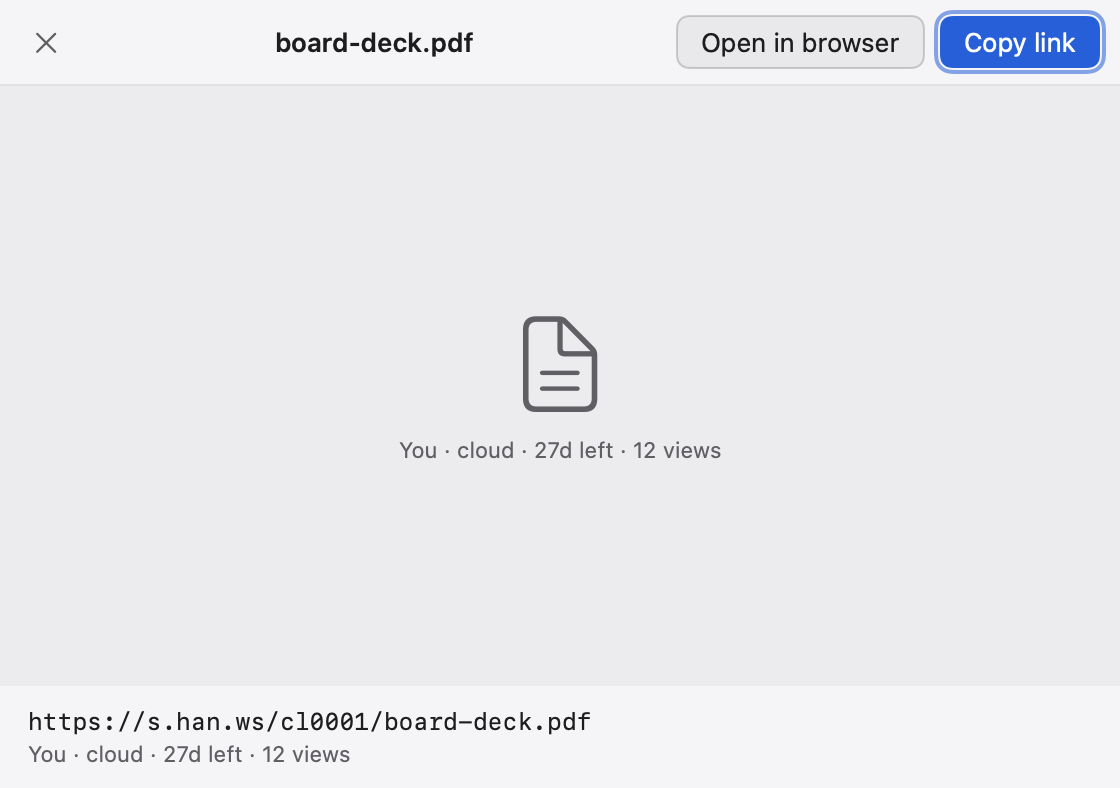 board-deck.pdf
Open in browser
Copy link
You · cloud · 27d left · 12 views
https://s.han.ws/cl0001/board-deck.pdf
You · cloud · 27d left · 12 views